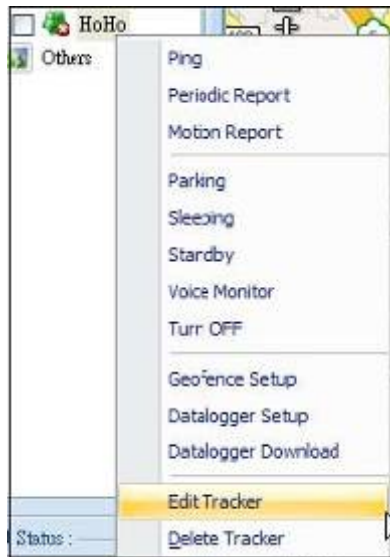 HoHo
Others
Ping
Periodic Report
Motion Report
Parking
Sleeping
Standby
Voice Monitor
Turr OFF
Geofence Setup
Datalogger Setup
Datalogger Download
Edit Tracker
Delete Tracker
Status :